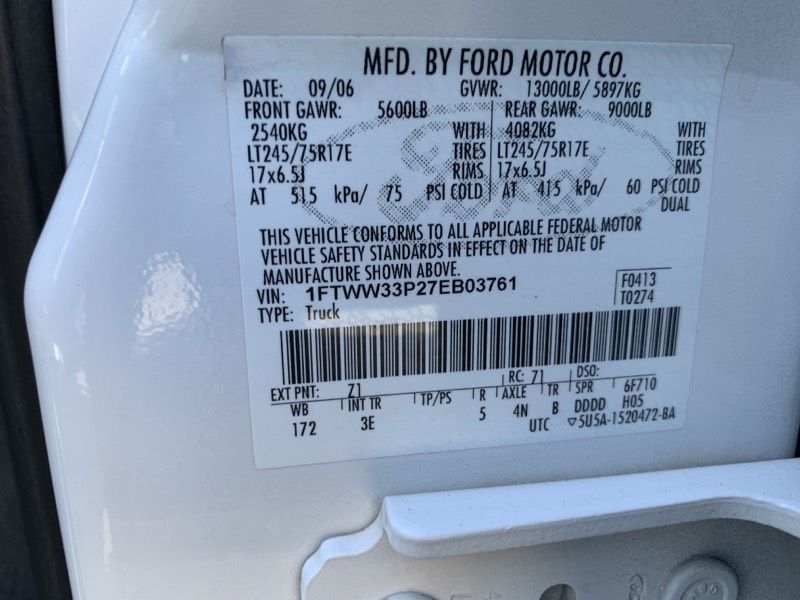 MFD. BY FORD MOTOR CO.
DATE: 09/06 GVWR: 13000LB/ 5897KG
FRONT GAWR: 5600LB REAR GAWR: 9000LB
2540KG WITH 4082KG WITH
LT245/75R17E TIRES LT245/75R17E TIRES
17x6.5J RIMS 17x6.5J RIMS
AT 515 kPa/ 75 PSI COLD AT 415 kPa/ 60 PSI COLD
DUAL
THIS VEHICLE CONFORMS TO ALL APPLICABLE FEDERAL MOTOR
VEHICLE SAFETY STANDARDS IN EFFECT ON THE DATE OF
MANUFACTURE SHOWN ABOVE.
VIN: 1FTWW33P27EB03761 F0413
TYPE: Truck T0274
EXT PNT: Z1 RC: 71 DSO:
WB INT TR TP/PS R AXLE TR SPR 6F710
172 3E 5 4N B DDDD H05
UTC ▽5U5A-1520472-BA
Ford